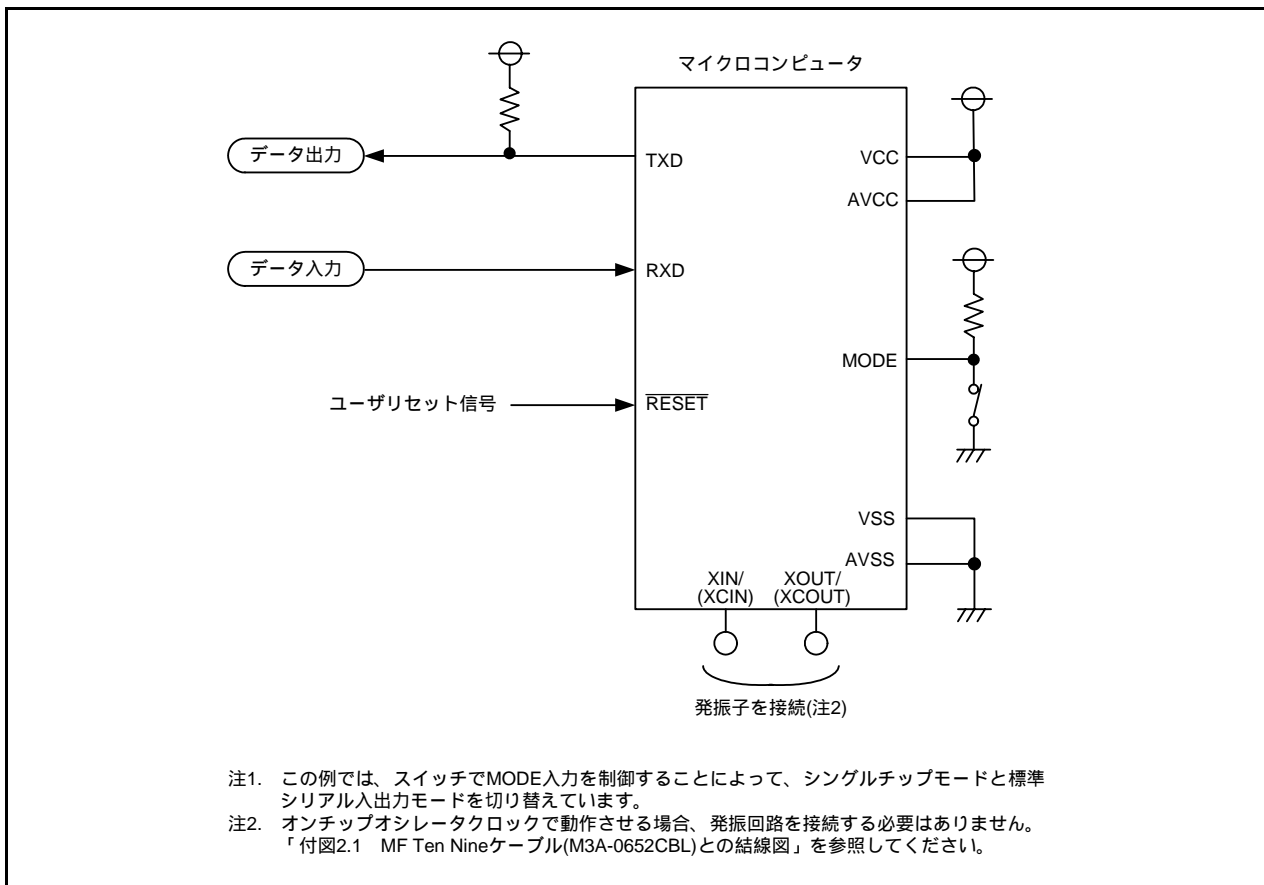 マイクロコンピュータ
データ出力
TXD
VCC
AVCC
データ入力
RXD
MODE
ユーザリセット信号
RESET
VSS
AVSS
XIN/
(XCIN)
XOUT/
(XCOUT)
発振子を接続(注2)
注1. この例では、スイッチでMODE入力を制御することによって、シングルチップモードと標準
シリアル入出力モードを切り替えています。
注2. オンチップオシレータクロックで動作させる場合、発振回路を接続する必要はありません。
「付図2.1 MF Ten Nineケーブル(M3A-0652CBL)との結線図」を参照してください。